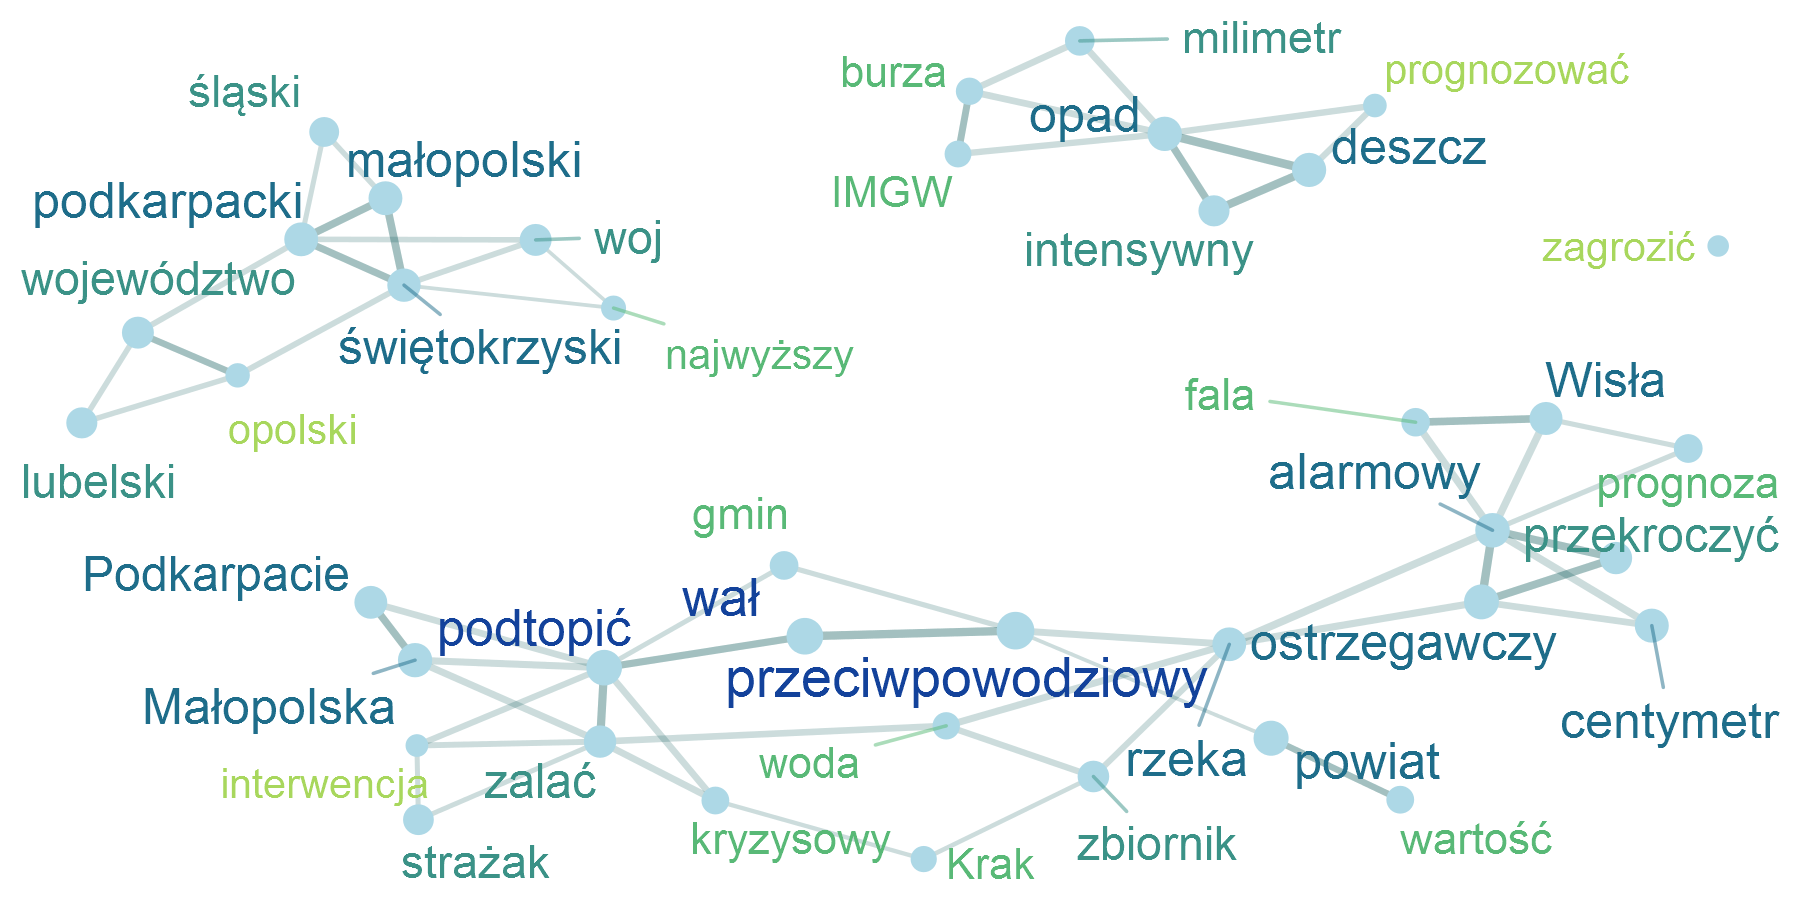 milimetr
burza
prognozować
śląski
opad
deszcz
małopolski
podkarpacki
IMGW
woj
intensywny
zagrozić
województwo
świętokrzyski
najwyższy
Wisła
fala
opolski
alarmowy
lubelski
prognoza
gmin
przekroczyć
Podkarpacie
wał
podtopić
ostrzegawczy
przeciwpowodziowy
Małopolska
centymetr
woda
rzeka
powiat
interwencja
zalać
kryzysowy
zbiornik
wartość
strażak
Krak